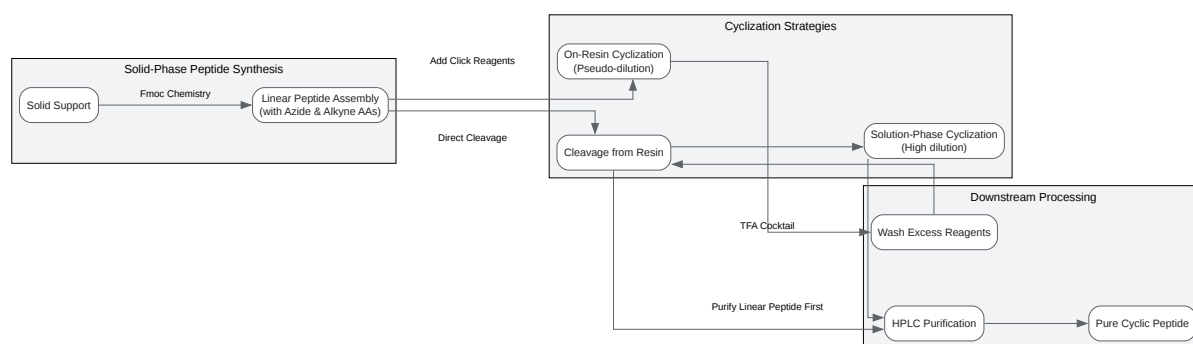 Cyclization Strategies
On-Resin Cyclization
(Pseudo-dilution)
Add Click Reagents
Solid-Phase Peptide Synthesis
Solid Support
Fmoc Chemistry
Linear Peptide Assembly
(with Azide & Alkyne AAs)
Direct Cleavage
Cleavage from Resin
Solution-Phase Cyclization
(High dilution)
Downstream Processing
TFA Cocktail
Wash Excess Reagents
Purify Linear Peptide First
HPLC Purification
Pure Cyclic Peptide